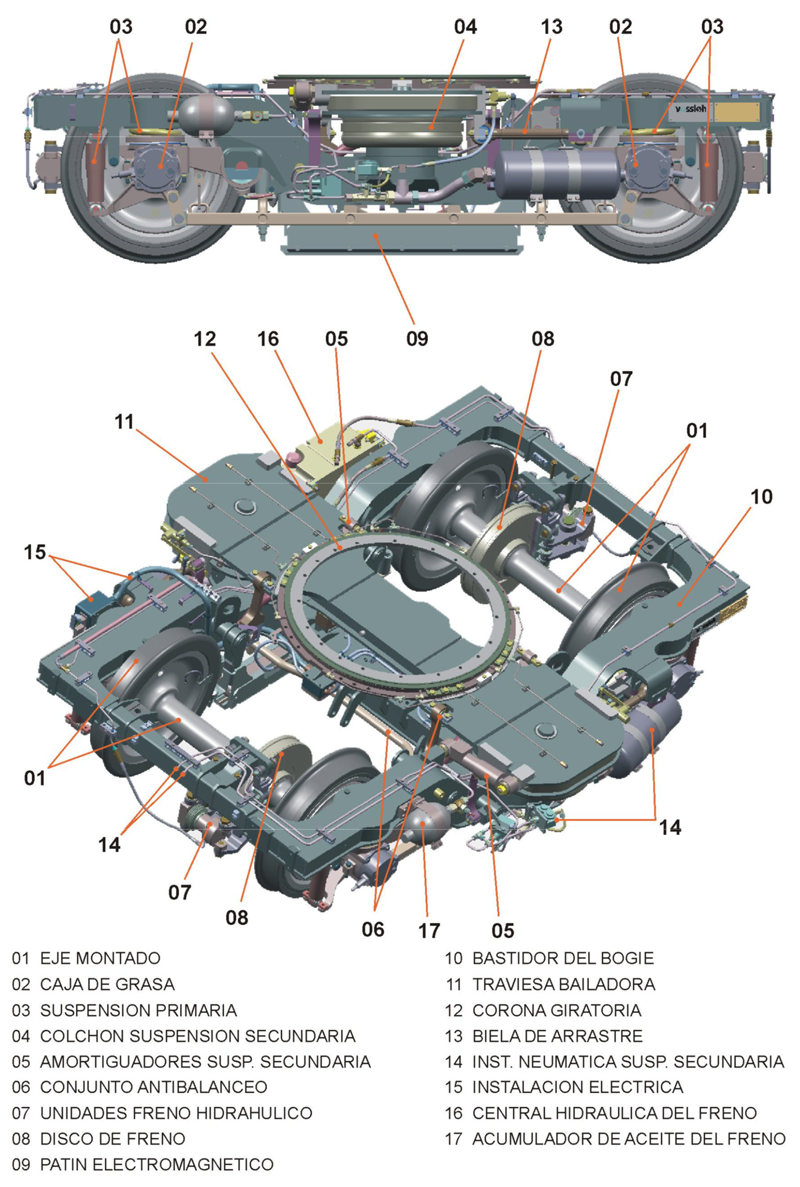 03 02 04 13 02 03
vossloh
09
12 16 05 08
07
11 01
10
15
01
14 14
07
08 06 17 05
01 EJE MONTADO
02 CAJA DE GRASA
03 SUSPENSION PRIMARIA
04 COLCHON SUSPENSION SECUNDARIA
05 AMORTIGUADORES SUSP. SECUNDARIA
06 CONJUNTO ANTIBALANCEO
07 UNIDADES FRENO HIDRAHULICO
08 DISCO DE FRENO
09 PATIN ELECTROMAGNETICO
10 BASTIDOR DEL BOGIE
11 TRAVIESA BAILADORA
12 CORONA GIRATORIA
13 BIELA DE ARRASTRE
14 INST. NEUMATICA SUSP. SECUNDARIA
15 INSTALACION ELECTRICA
16 CENTRAL HIDRAULICA DEL FRENO
17 ACUMULADOR DE ACEITE DEL FRENO